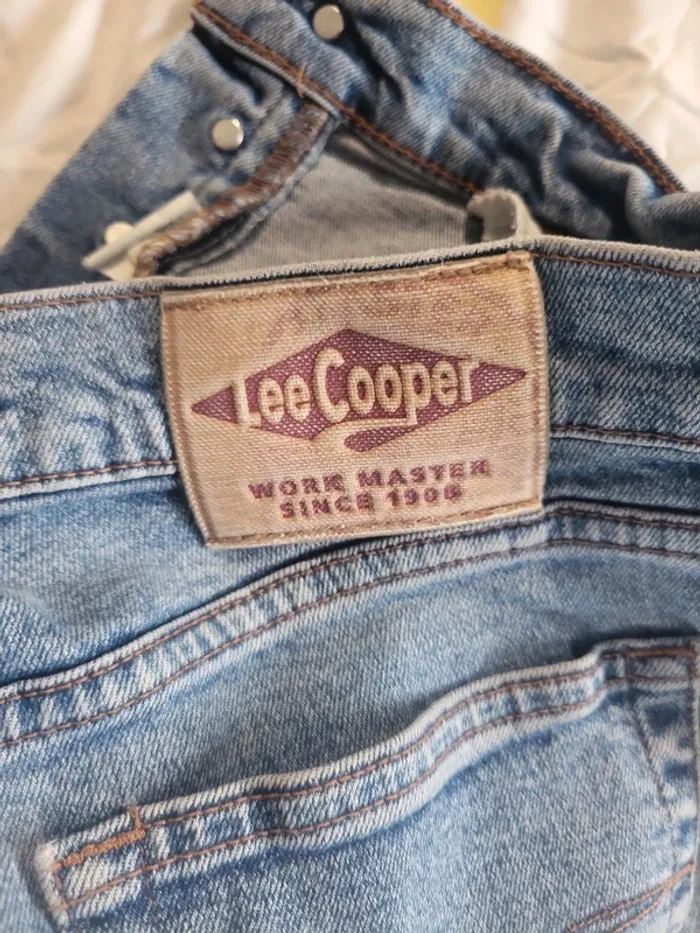 Lee Cooper
WORK MASTER
SINCE 1908